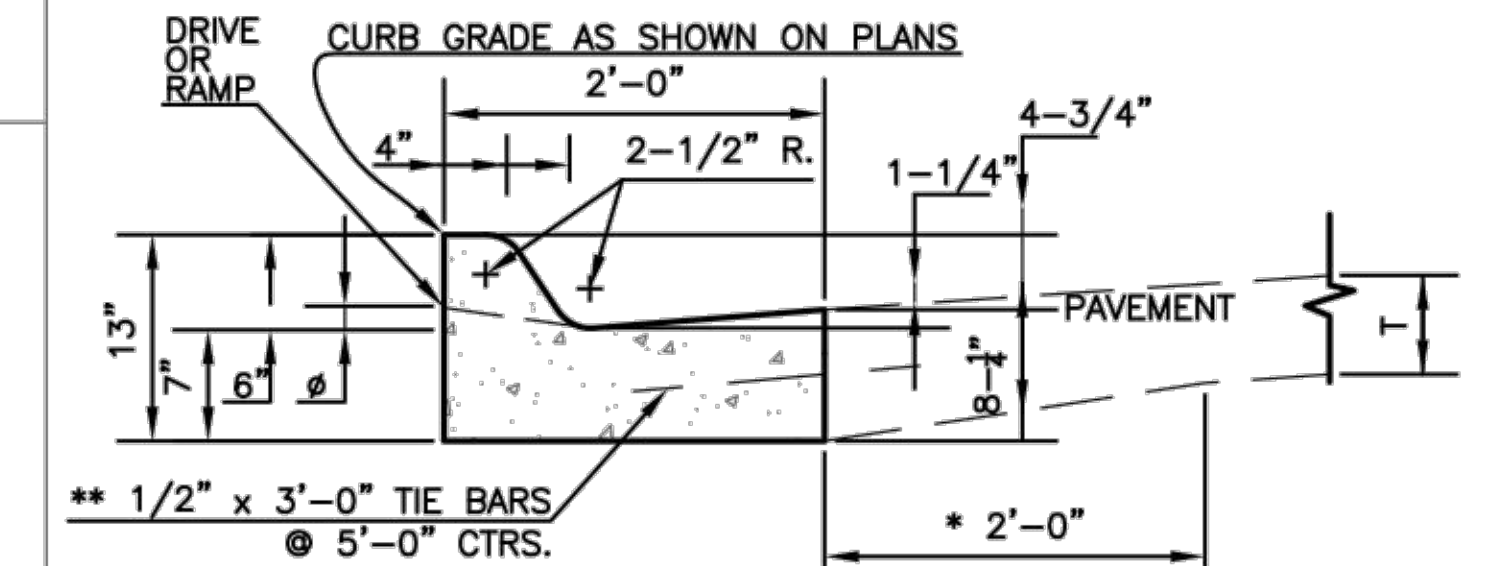 DRIVE
OR
RAMP
CURB GRADE AS SHOWN ON PLANS
2'-0"
4-3/4"
4"
2-1/2" R.
1-1/4"
PAVEMENT
13"
7"
6"
ø
8-1/4"
T
** 1/2" x 3'-0" TIE BARS
@ 5'-0" CTRS.
* 2'-0"